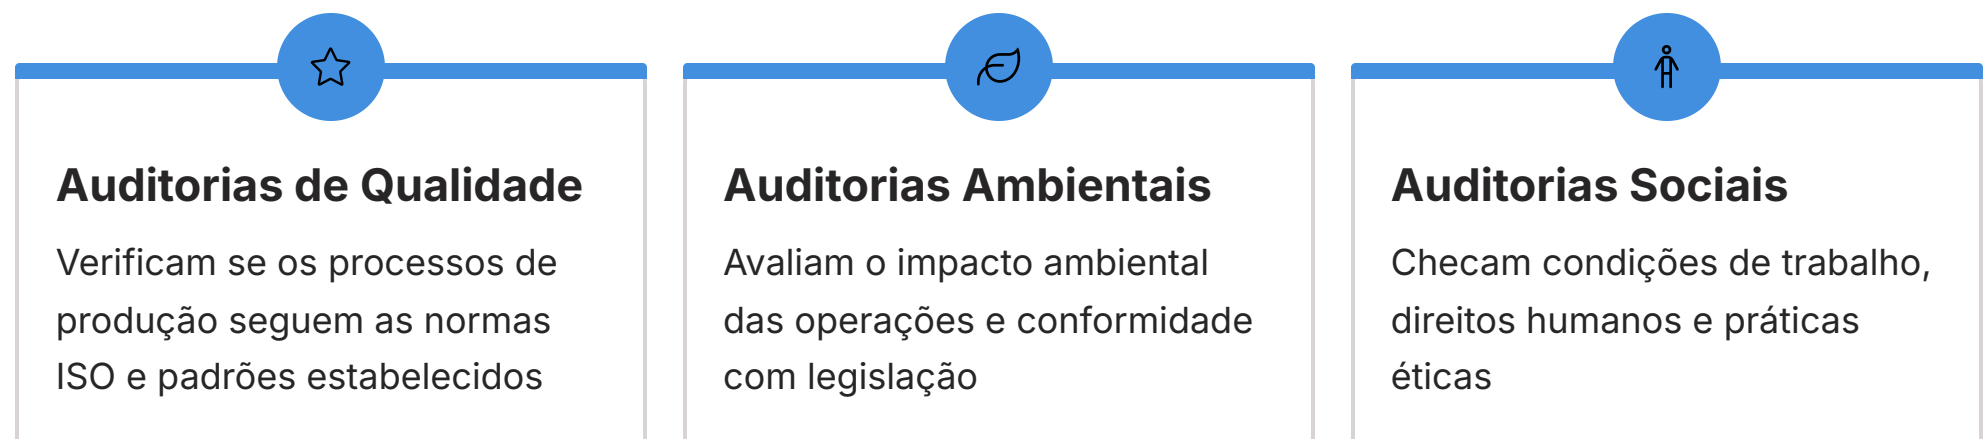 Auditorias de Qualidade
Verificam se os processos de
produção seguem as normas
ISO e padrões estabelecidos
Auditorias Ambientais
Avaliam o impacto ambiental
das operações e conformidade
com legislação
Auditorias Sociais
Checam condições de trabalho,
direitos humanos e práticas
éticas